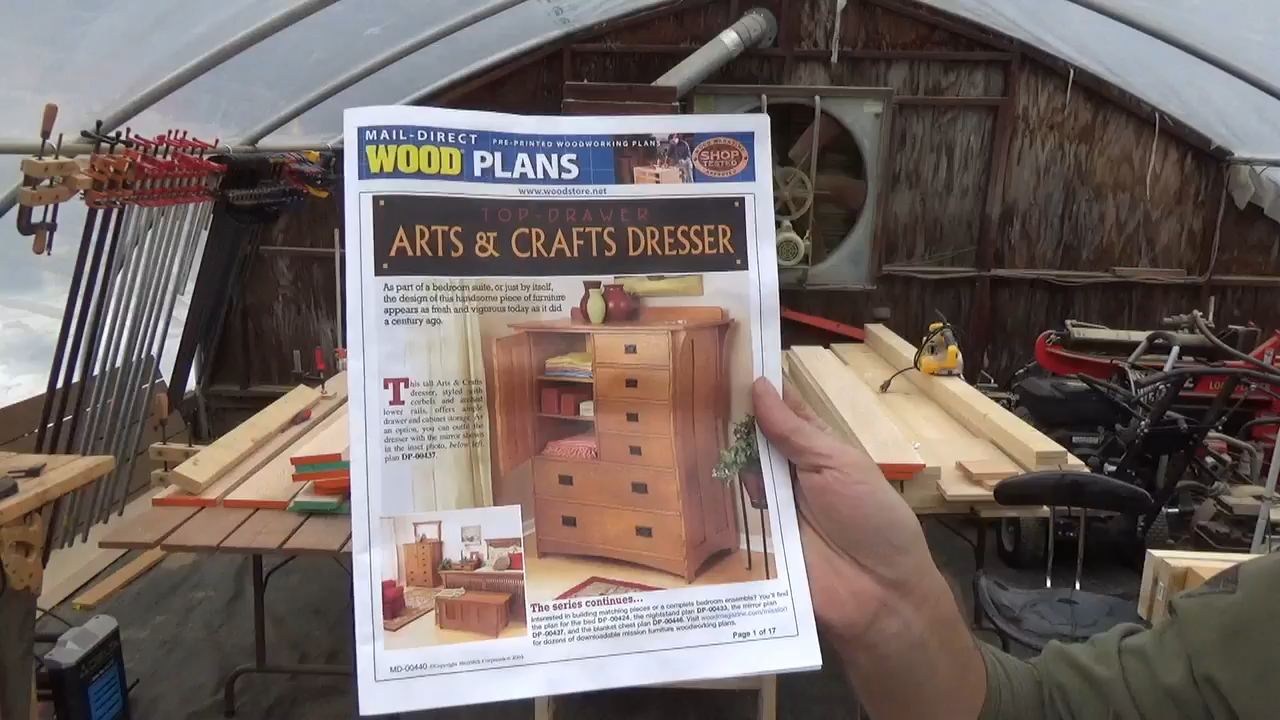 MAIL-DIRECT PRE-PRINTED WOODWORKING PLANS
WOOD PLANS
SHOP
TESTED
www.woodstore.net
TOP-DRAWER
ARTS & CRAFTS DRESSER
As part of a bedroom suite, or just by itself,
the design of this handsome piece of furniture
appears as fresh and vigorous today as it did
a century ago.
This tall Arts & Crafts
dresser, styled with
corbels and arched
lower rails, offers ample
drawer and cabinet storage. As
an option, you can outfit the
dresser with the mirror shown
in the inset photo, below left,
plan DP-00437.
The series continues...
Interested in building matching pieces or a complete bedroom ensemble? You'll find
the plan for the bed DP-00424, the nightstand plan DP-00433, the mirror plan
DP-00437, and the blanket chest plan DP-00446. Visit woodmagazine.com/mission
for dozens of downloadable mission furniture woodworking plans.
Page 1 of 17
MD-00440 ©Copyright Meredith Corporation